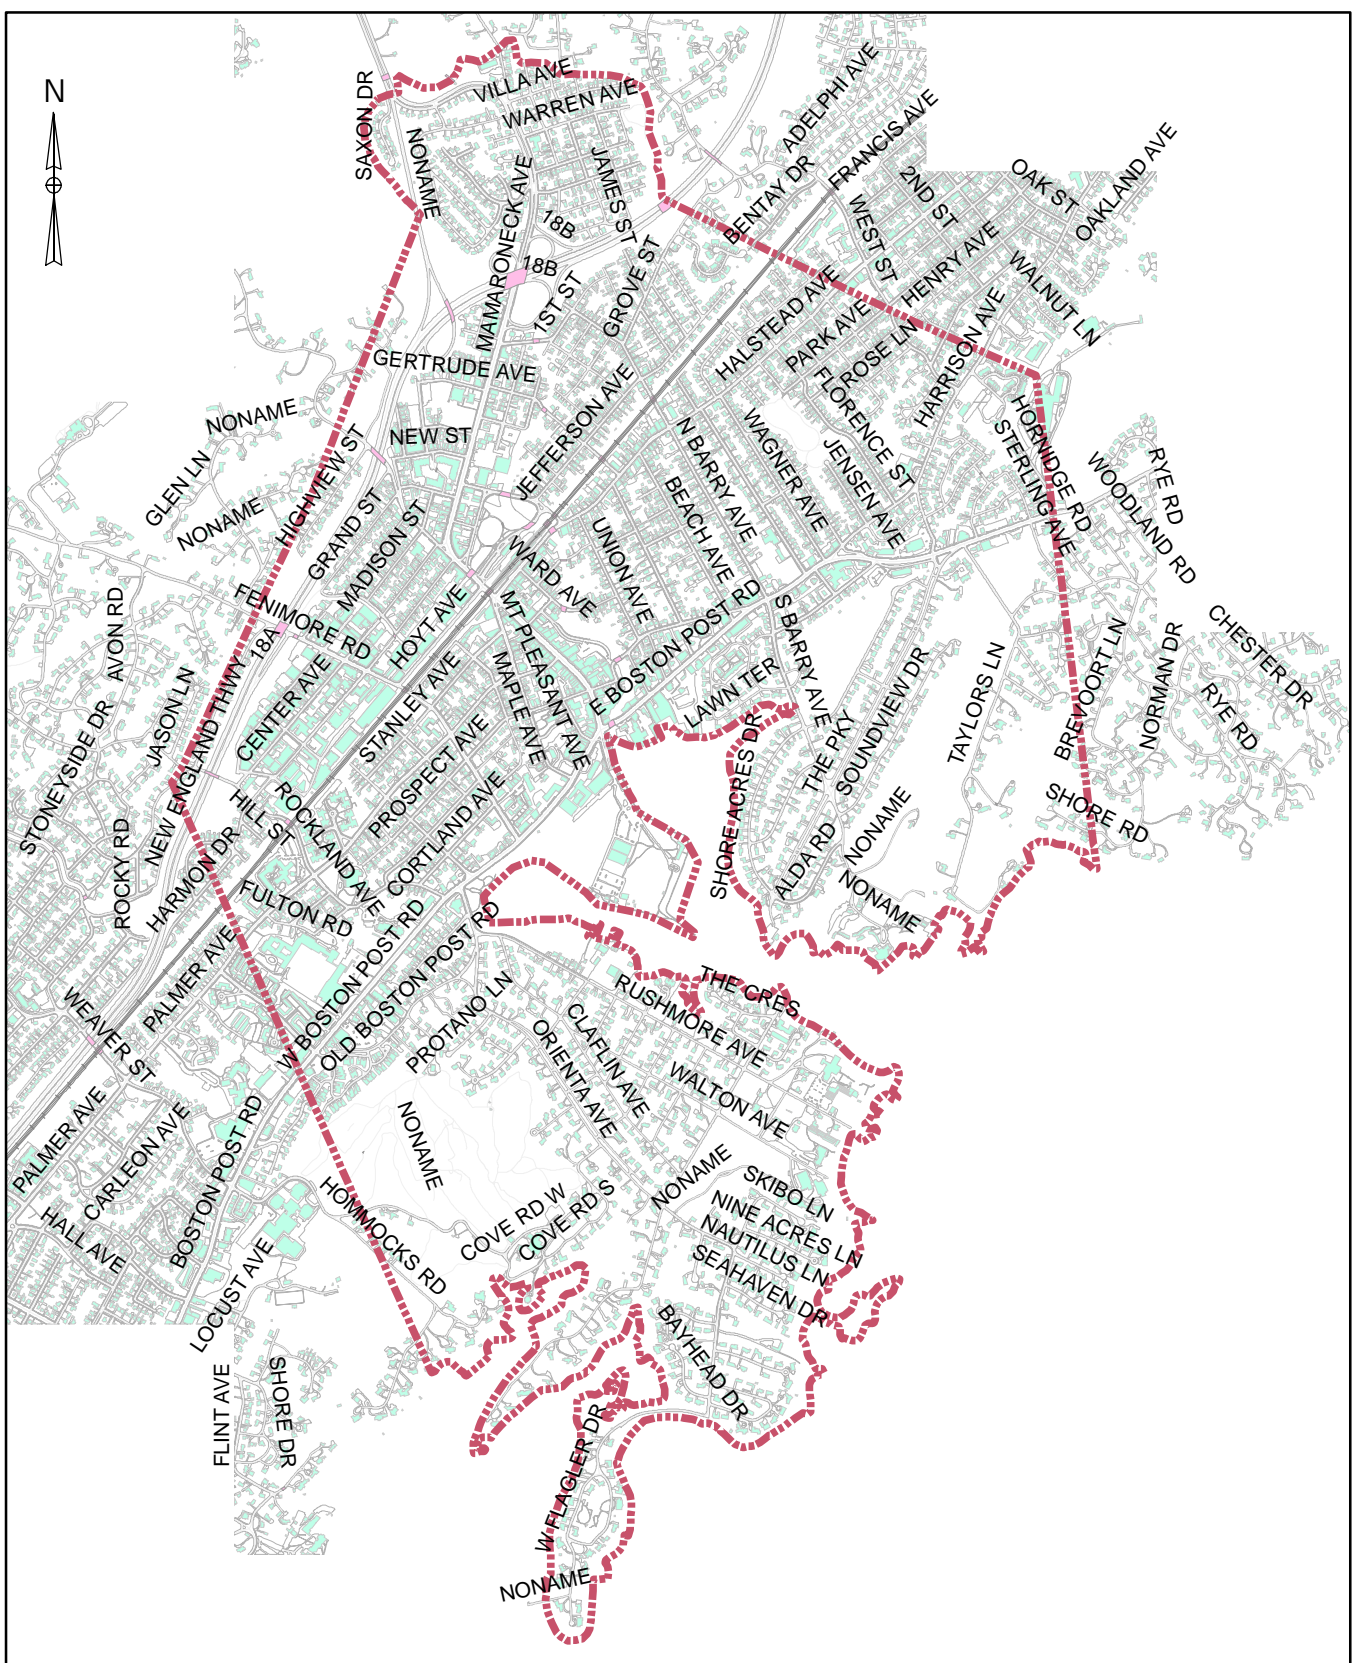 N
SAXON DR
VILLA AVE
WARREN AVE
ADELPHI AVE
FRANCIS AVE
NONAME
MAMARONECK AVE
JAMES ST
BENTAY DR
2ND ST
OAK ST
OAKLAND AVE
WEST ST
18B
18B
1ST ST
GROVE ST
HENRY AVE
WALNUT LN
HALSTEAD AVE
PARK AVE
ROSE LN
HARRISON AVE
GERTRUDE AVE
JEFFERSON AVE
FLORENCE ST
NONAME
NEW ST
N BARRY AVE
WAGNER AVE
JENSEN AVE
HORNIDGE RD
STERLING AVE
WOODLAND RD
RYE RD
GLEN LN
NONAME
HIGHVIEW ST
GRAND ST
MADISON ST
BEACH AVE
UNION AVE
WARD AVE
AVON RD
FENIMORE RD
HOYT AVE
MT PLEASANT AVE
E BOSTON POST RD
S BARRY AVE
CHESTER DR
18A
JASON LN
NEW ENGLAND THWY
CENTER AVE
STANLEY AVE
MAPLE AVE
LAWN TER
SOUNDVIEW DR
TAYLORS LN
BREVOORT LN
NORMAN DR
RYE RD
STONEYSIDE DR
PROSPECT AVE
SHORE ACRES DR
THE PKY
ROCKLAND AVE
HILL ST
CORTLAND AVE
NONAME
SHORE RD
ROCKY RD
HARMON DR
FULTON RD
ALDA RD
NONAME
PALMER AVE
W BOSTON POST RD
OLD BOSTON POST RD
WEAVER ST
PROTANO LN
THE CRES
RUSHMORE AVE
CLAFLIN AVE
ORIENTA AVE
WALTON AVE
PALMER AVE
CARLEON AVE
BOSTON POST RD
NONAME
NONAME
SKIBO LN
HALL AVE
HOMMOCKS RD
COVE RD W
COVE RD S
NINE ACRES LN
NAUTILUS LN
SEAHAVEN DR
LOCUST AVE
BAYHEAD DR
FLINT AVE
SHORE DR
W FLAGLER DR
NONAME